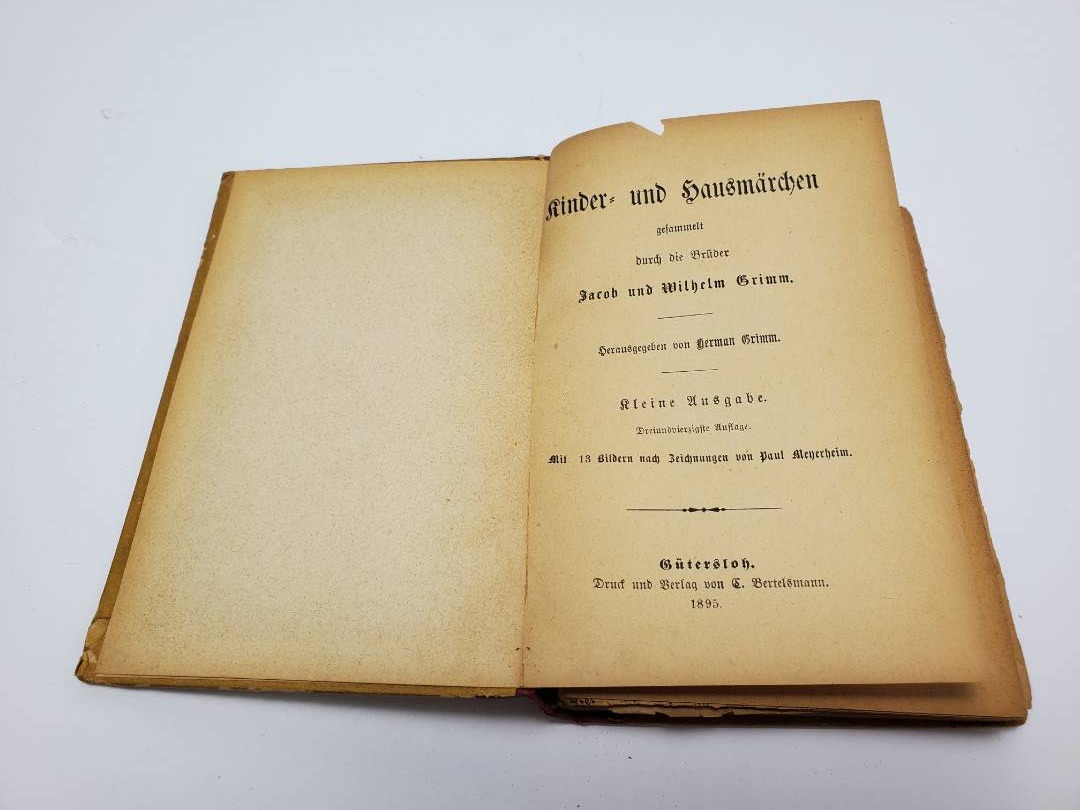 Kinder- und Hausmärchen
gesammelt
durch die Brüder
Jacob und Wilhelm Grimm.
Herausgegeben von Herman Grimm.
Kleine Ausgabe.
Dreiundvierzigste Auflage.
Mit 13 Bildern nach Zeichnungen von Paul Meyerheim.
Gütersloh.
Druck und Verlag von C. Bertelsmann.
1895.